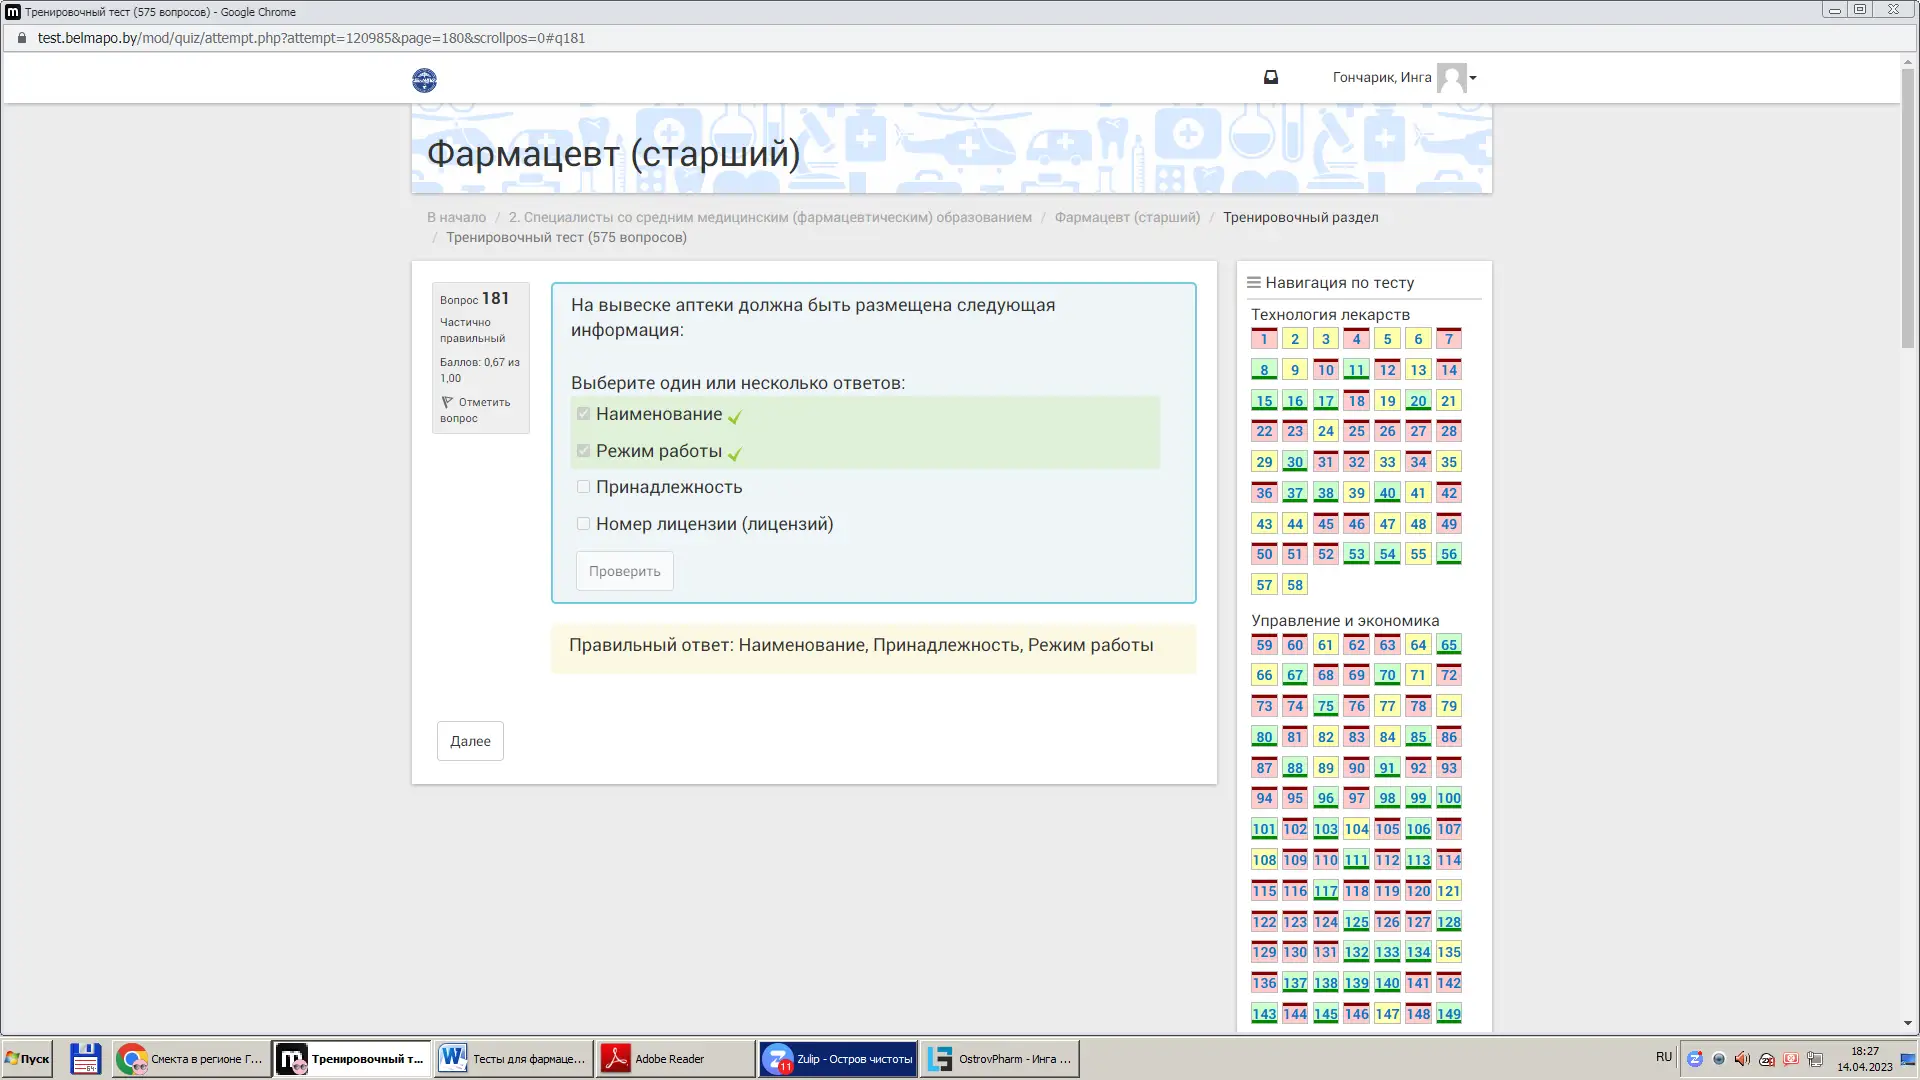 Тренировочный тест (575 вопросов) - Google Chrome
test.belmapo.by/mod/quiz/attempt.php?attempt=120985&page=180&scrollpos=0#q181
Гончарик, Инга
Фармацевт (старший)
В начало / 2. Специалисты со средним медицинским (фармацевтическим) образованием / Фармацевт (старший) / Тренировочный раздел
/ Тренировочный тест (575 вопросов)
Вопрос 181
Частично
правильный
Баллов: 0,67 из
1,00
Отметить
вопрос
На вывеске аптеки должна быть размещена следующая
информация:
Выберите один или несколько ответов:
Наименование
Режим работы
Принадлежность
Номер лицензии (лицензий)
Проверить
Правильный ответ: Наименование, Принадлежность, Режим работы
Далее
Навигация по тесту
Технология лекарств
1 2 3 4 5 6 7
8 9 10 11 12 13 14
15 16 17 18 19 20 21
22 23 24 25 26 27 28
29 30 31 32 33 34 35
36 37 38 39 40 41 42
43 44 45 46 47 48 49
50 51 52 53 54 55 56
57 58
Управление и экономика
59 60 61 62 63 64 65
66 67 68 69 70 71 72
73 74 75 76 77 78 79
80 81 82 83 84 85 86
87 88 89 90 91 92 93
94 95 96 97 98 99 100
101 102 103 104 105 106 107
108 109 110 111 112 113 114
115 116 117 118 119 120 121
122 123 124 125 126 127 128
129 130 131 132 133 134 135
136 137 138 139 140 141 142
143 144 145 146 147 148 149
Пуск
Смекта в регионе Г...
Тренировочный т...
Тесты для фармаце...
Adobe Reader
11
Zulip - Остров чистоты
OstrovPharm - Инга ...
RU
18:27
14.04.2023